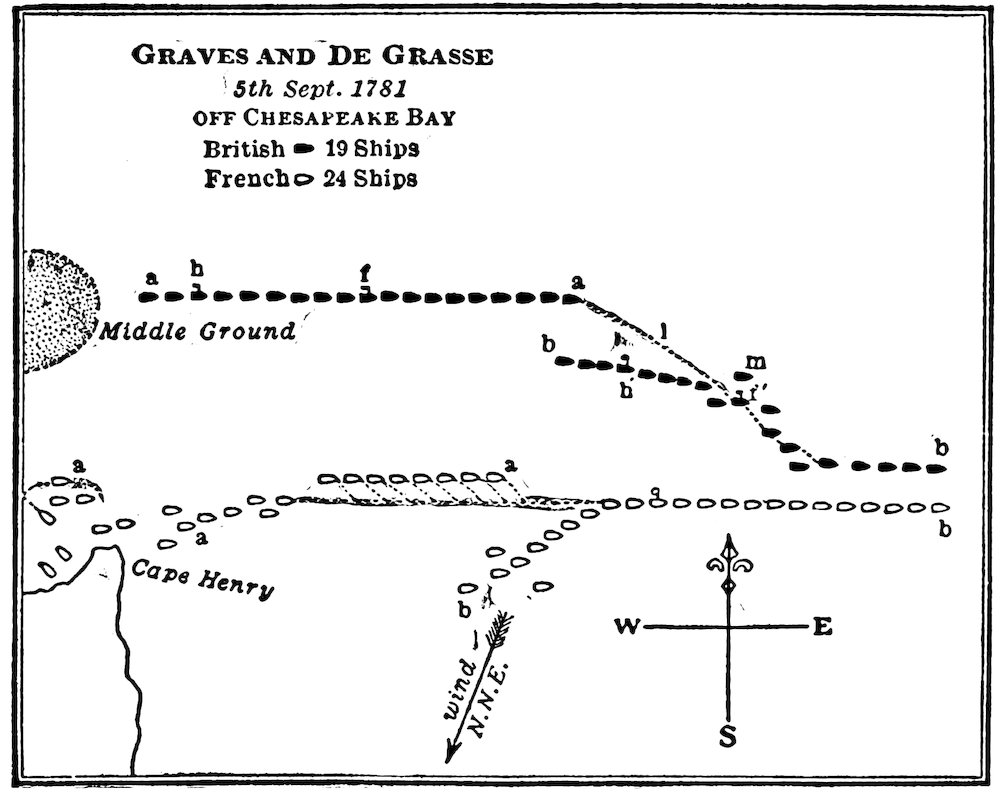 GRAVES AND DE GRASSE
5th Sept. 1781
OFF CHESAPEAKE BAY
British 19 Ships
French 24 Ships
a h f a
Middle Ground
l
b
h'
m
f'
b
a
a
a
g
b
Cape Henry
b
wind
N.N.E.
W E
S